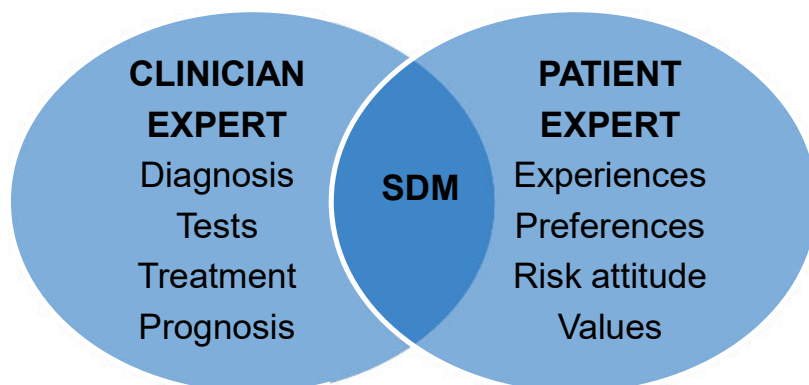 CLINICIAN
EXPERT
Diagnosis
Tests
Treatment
Prognosis
SDM
PATIENT
EXPERT
Experiences
Preferences
Risk attitude
Values